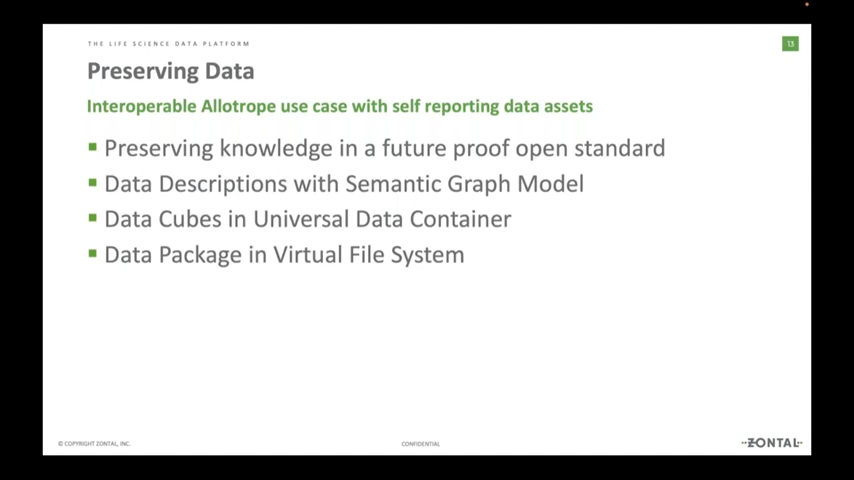 THE LIFE SCIENCE DATA PLATFORM
13
Preserving Data
Interoperable Allotrope use case with self reporting data assets
Preserving knowledge in a future proof open standard
Data Descriptions with Semantic Graph Model
Data Cubes in Universal Data Container
Data Package in Virtual File System
© COPYRIGHT ZONTAL, INC.
CONFIDENTIAL
ZONTAL